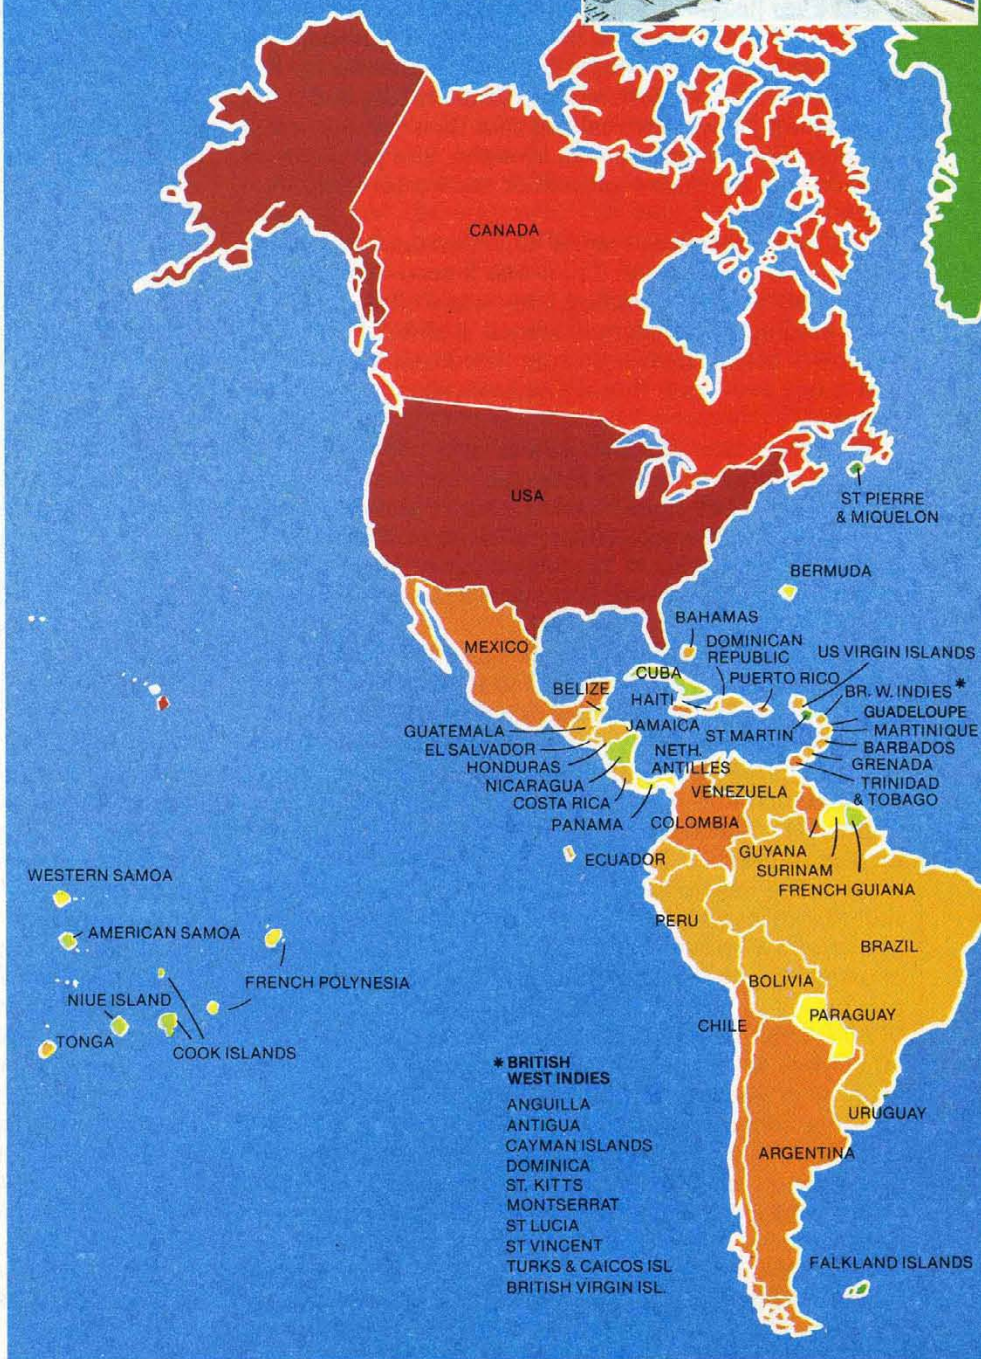 CANADA
USA
ST PIERRE
& MIQUELON
BERMUDA
BAHAMAS
MEXICO
DOMINICAN
REPUBLIC
US VIRGIN ISLANDS
CUBA
PUERTO RICO
BELIZE
HAITI
BR. W. INDIES *
GUADELOUPE
GUATEMALA
JAMAICA
ST MARTIN
MARTINIQUE
EL SALVADOR
BARBADOS
HONDURAS
NETH.
ANTILLES
GRENADA
NICARAGUA
VENEZUELA
TRINIDAD
& TOBAGO
COSTA RICA
PANAMA
COLOMBIA
ECUADOR
GUYANA
SURINAM
FRENCH GUIANA
WESTERN SAMOA
PERU
AMERICAN SAMOA
BRAZIL
FRENCH POLYNESIA
BOLIVIA
NIUE ISLAND
PARAGUAY
CHILE
TONGA
COOK ISLANDS
* BRITISH
WEST INDIES
ANGUILLA
ANTIGUA
CAYMAN ISLANDS
DOMINICA
ST. KITTS
MONTSERRAT
ST LUCIA
ST VINCENT
TURKS & CAICOS ISL
BRITISH VIRGIN ISL.
URUGUAY
ARGENTINA
FALKLAND ISLANDS